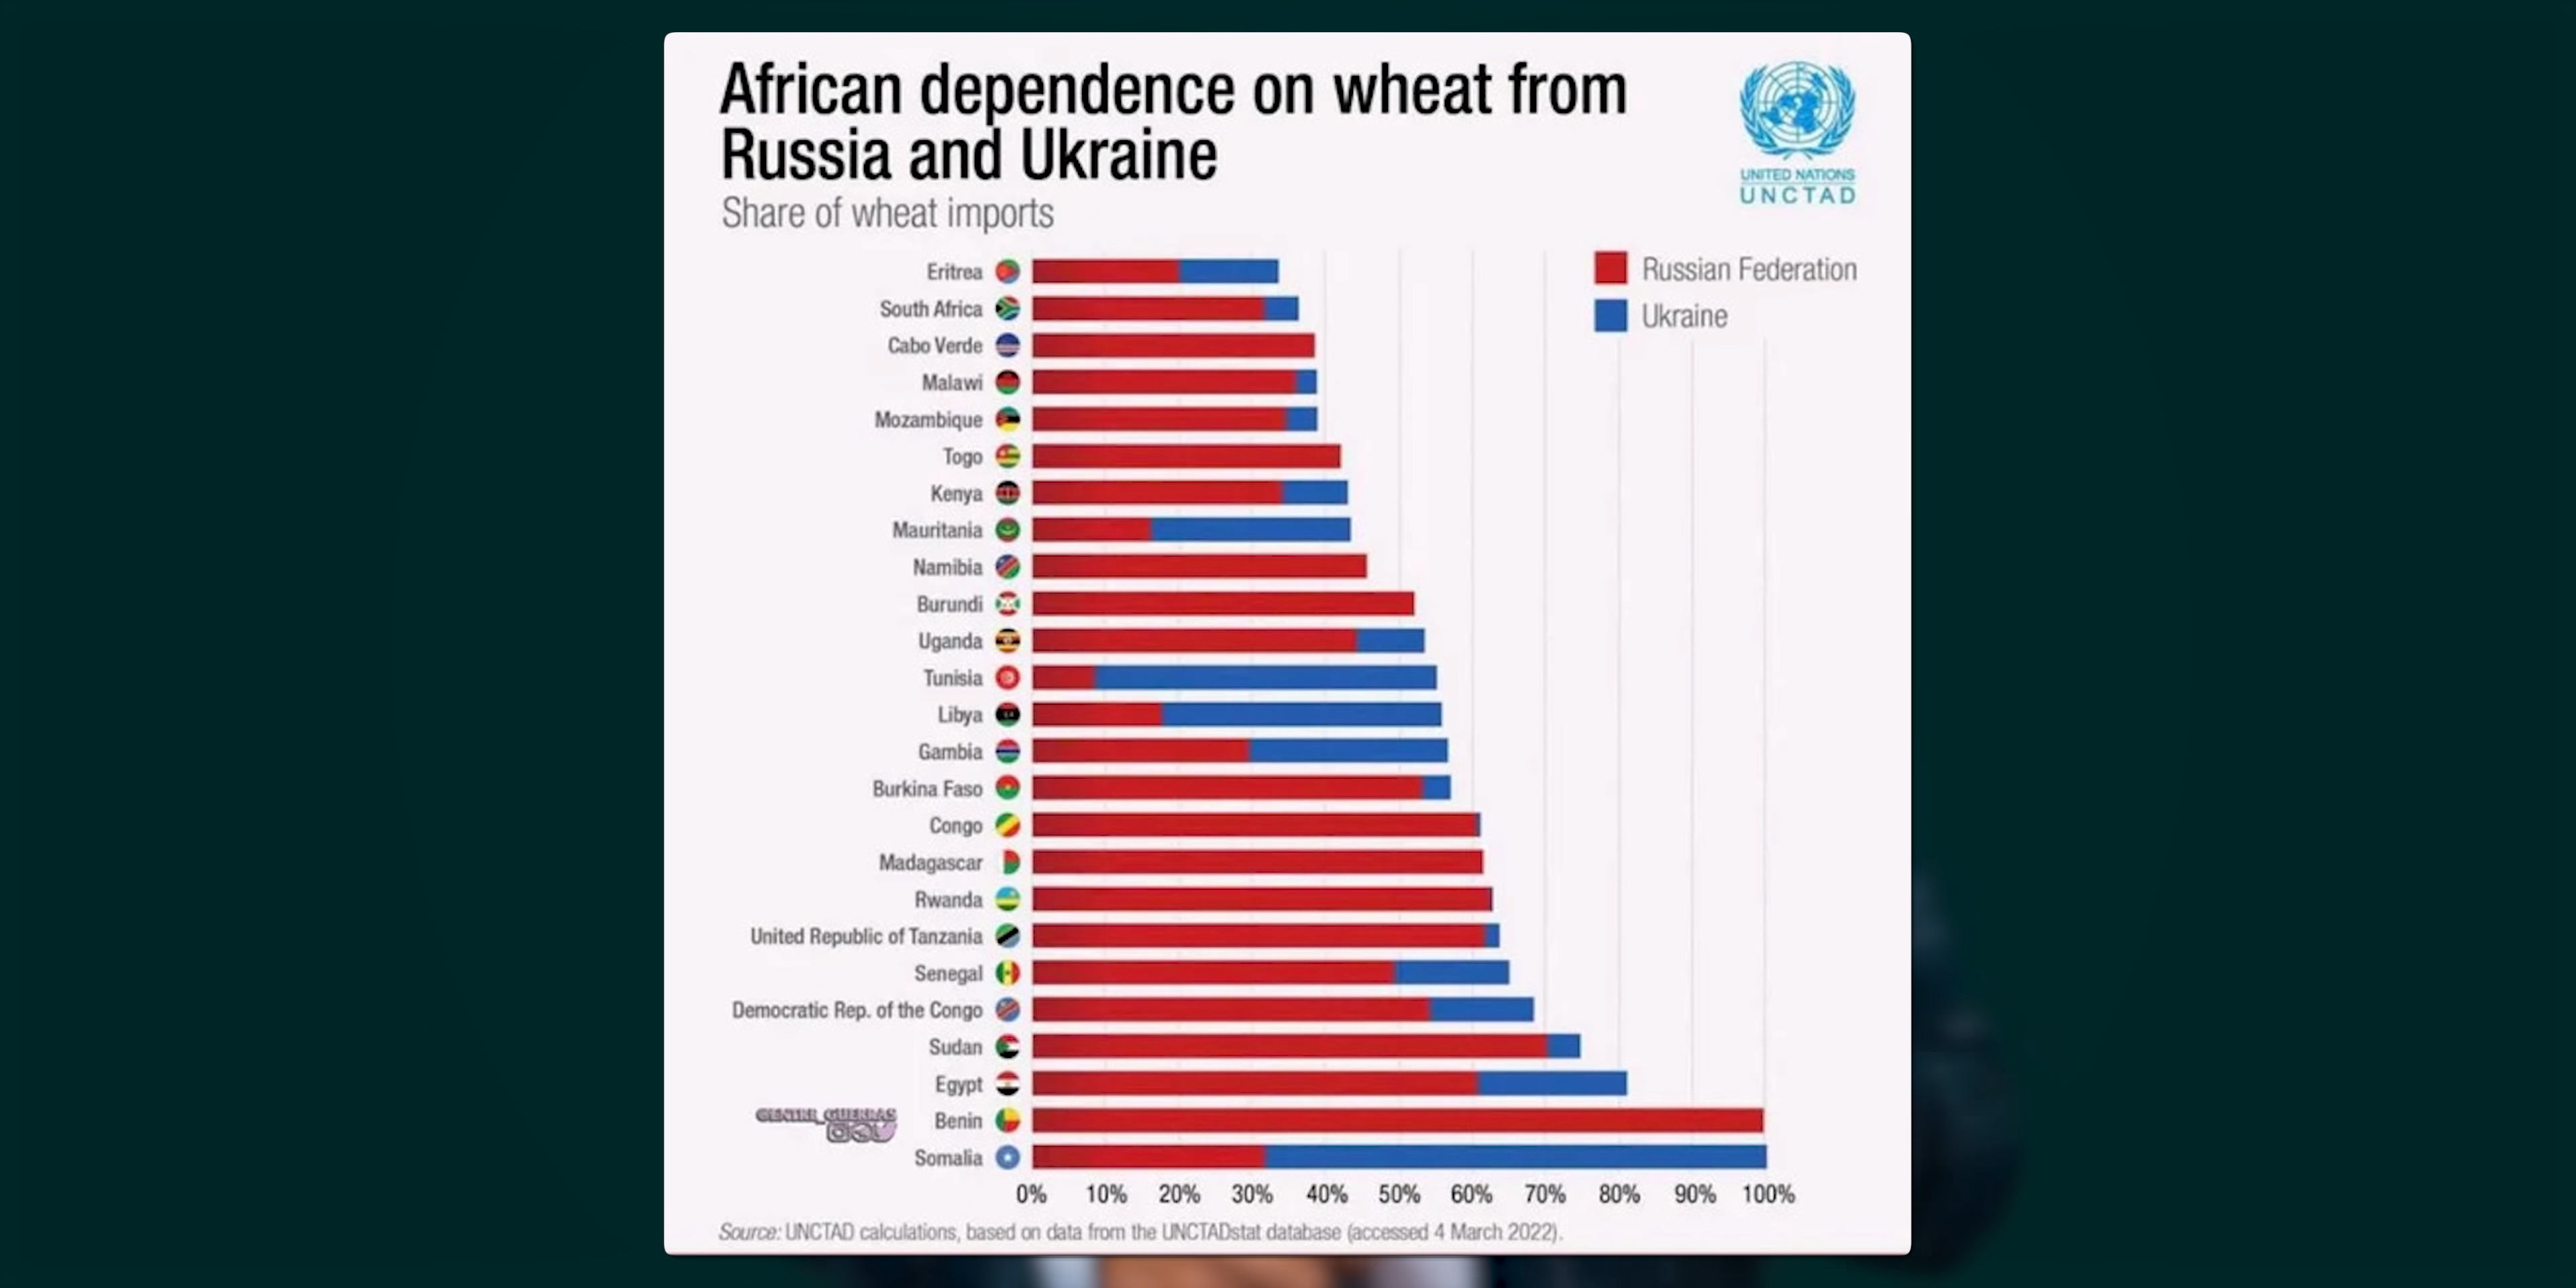 African dependence on wheat from
Russia and Ukraine
Share of wheat imports
UNITED NATIONS
UNCTAD
Russian Federation
Ukraine
Eritrea
South Africa
Cabo Verde
Malawi
Mozambique
Togo
Kenya
Mauritania
Namibia
Burundi
Uganda
Tunisia
Libya
Gambia
Burkina Faso
Congo
Madagascar
Rwanda
United Republic of Tanzania
Senegal
Democratic Rep. of the Congo
Sudan
Egypt
Benin
Somalia
0% 10% 20% 30% 40% 50% 60% 70% 80% 90% 100%
Source: UNCTAD calculations, based on data from the UNCTADstat database (accessed 4 March 2022).